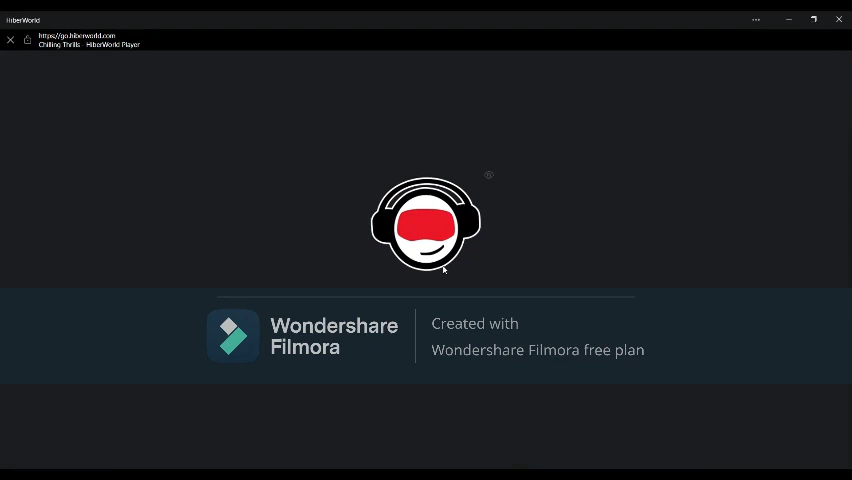 HiberWorld
https://go.hiberworld.com
Chilling Thrills - HiberWorld Player
Wondershare
Filmora
Created with
Wondershare Filmora free plan